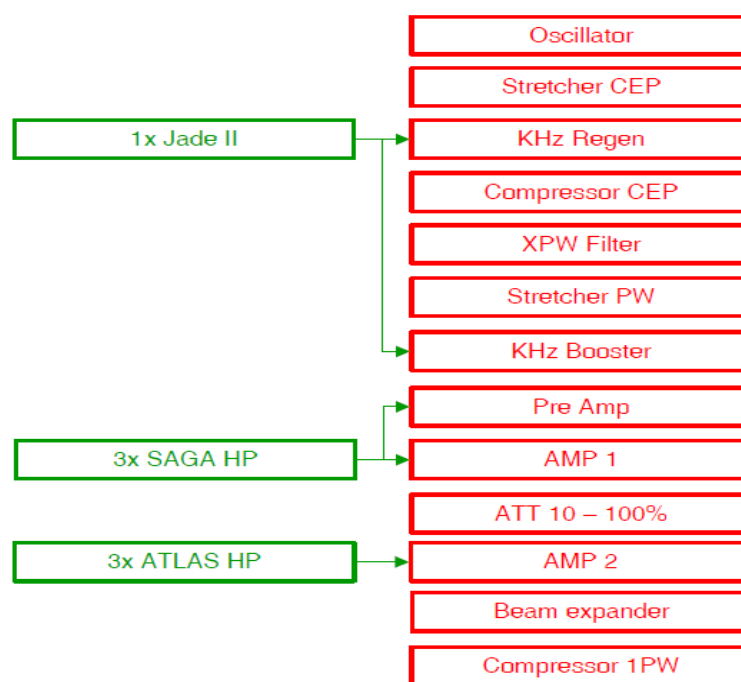 Oscillator
Stretcher CEP
1x Jade II
KHz Regen
Compressor CEP
XPW Filter
Stretcher PW
KHz Booster
Pre Amp
3x SAGA HP
AMP 1
ATT 10 – 100%
3x ATLAS HP
AMP 2
Beam expander
Compressor 1PW